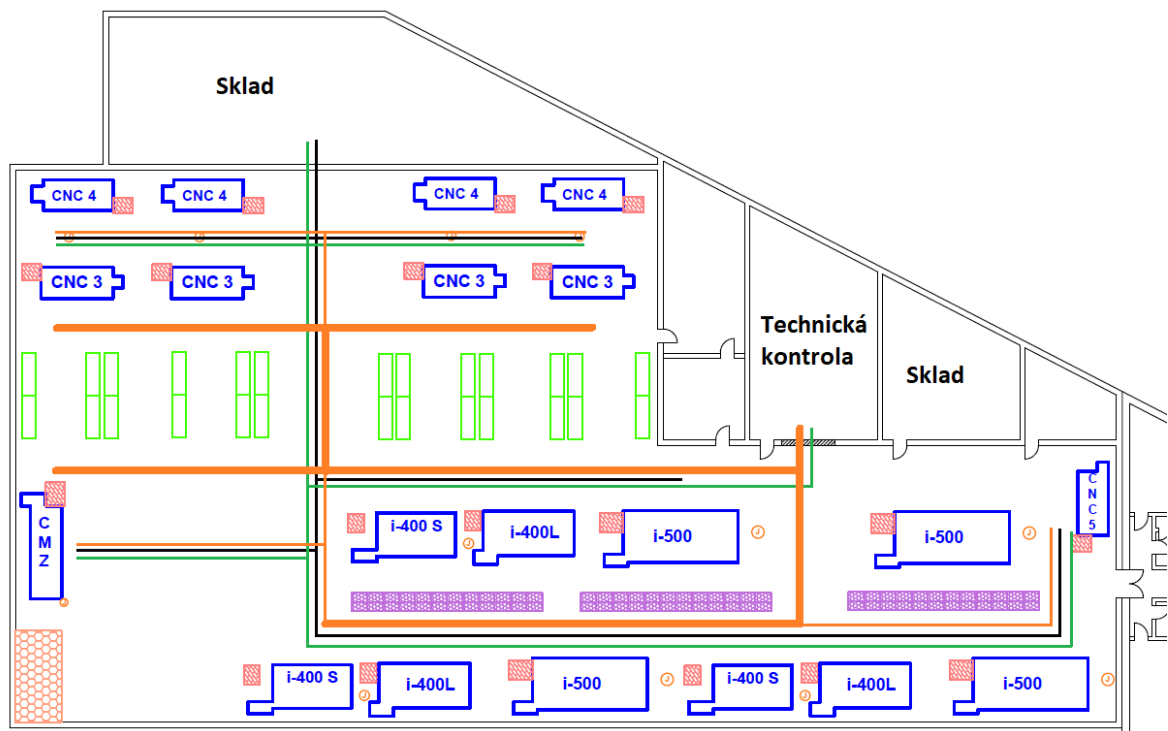 Sklad
CNC 4
CNC 4
CNC 4
CNC 4
CNC 3
CNC 3
CNC 3
CNC 3
Technická
kontrola
Sklad
C
N
C
5
C
M
Z
i-400 S
i-400L
i-500
i-500
i-400 S
i-400L
i-500
i-400 S
i-400L
i-500